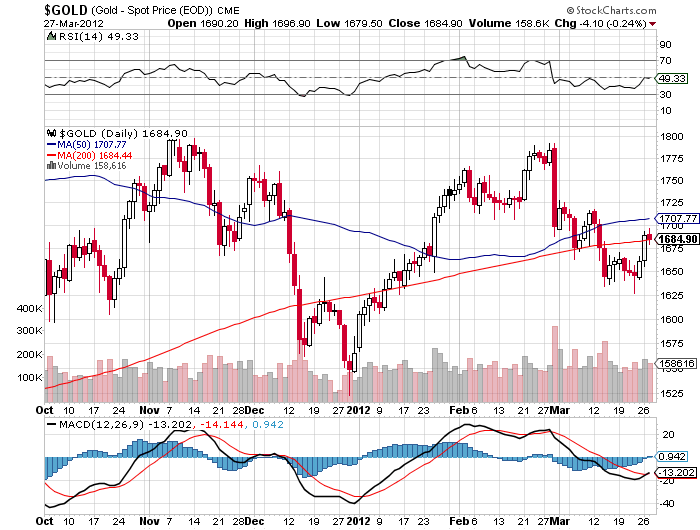 $GOLD (Gold - Spot Price (EOD)) CME © StockCharts.com
27-Mar-2012 Open 1690.20 High 1696.90 Low 1679.50 Close 1684.90 Volume 158.6K Chg -4.10 (-0.24%)
RSI(14) 49.33
90
70
49.33
30
10
$GOLD (Daily) 1684.90
MA(50) 1707.77
MA(200) 1684.44
Volume 158,616
1800
1775
1750
1725
1707.77
1700
1684.90
1675
1650
1625
1600
1575
1550
1525
400K
300K
200K
100K
158616
Oct 10 17 24 Nov 7 14 21 28 Dec 12 19 27 2012 9 17 23 Feb 6 13 21 27 Mar 12 19 26
MACD(12,26,9) -13.202, -14.144, 0.942
20
0.942
-13.202
-20
-40
Oct 10 17 24 Nov 7 14 21 28 Dec 12 19 27 2012 9 17 23 Feb 6 13 21 27 Mar 12 19 26